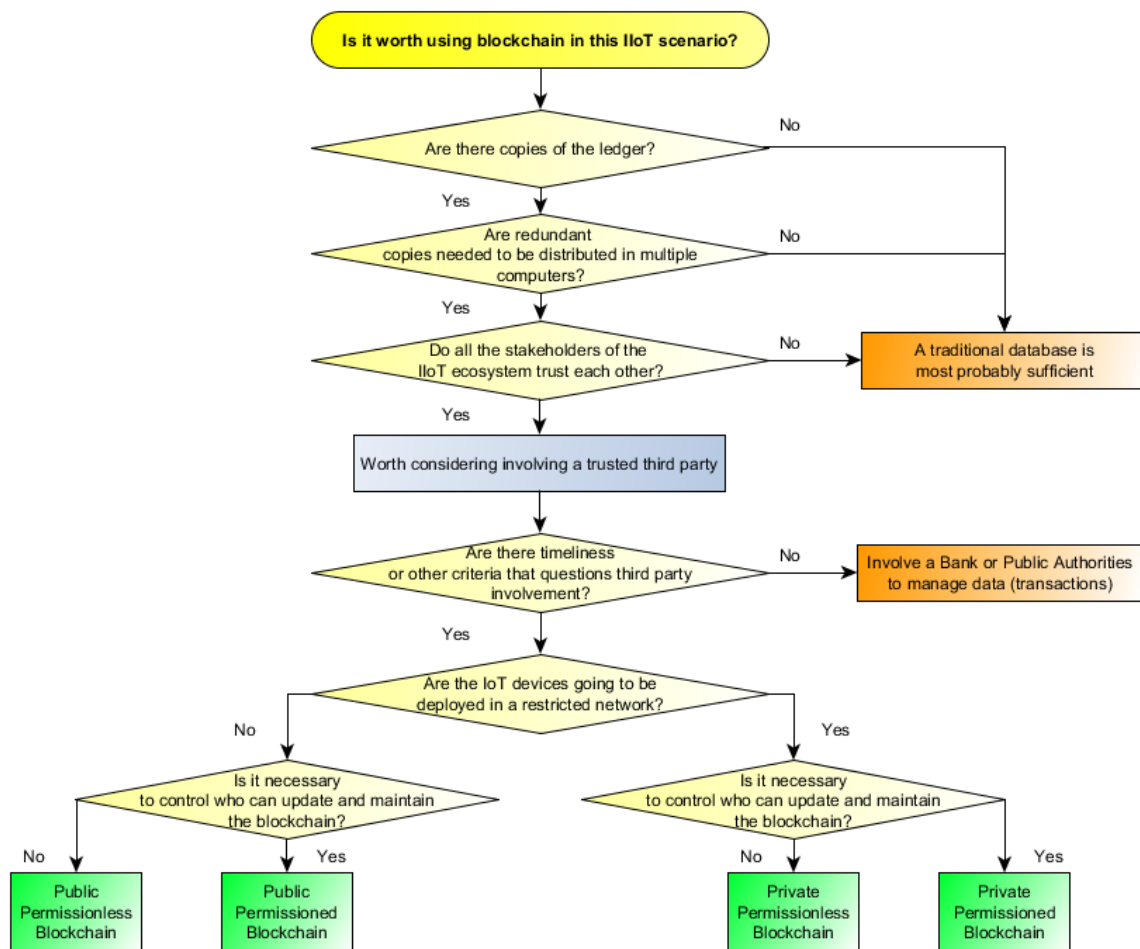 Is it worth using blockchain in this IIoT scenario?
No
Are there copies of the ledger?
Yes
Are redundant
copies needed to be distributed in multiple
computers?
No
Yes
Do all the stakeholders of the
IIoT ecosystem trust each other?
No
A traditional database is
most probably sufficient
Yes
Worth considering involving a trusted third party
Are there timeliness
or other criteria that questions third party
involvement?
No
Involve a Bank or Public Authorities
to manage data (transactions)
Yes
Are the IoT devices going to be
deployed in a restricted network?
No
Yes
Is it necessary
to control who can update and maintain
the blockchain?
Is it necessary
to control who can update and maintain
the blockchain?
No
Yes
No
Yes
Public
Permissionless
Blockchain
Public
Permissioned
Blockchain
Private
Permissionless
Blockchain
Private
Permissioned
Blockchain